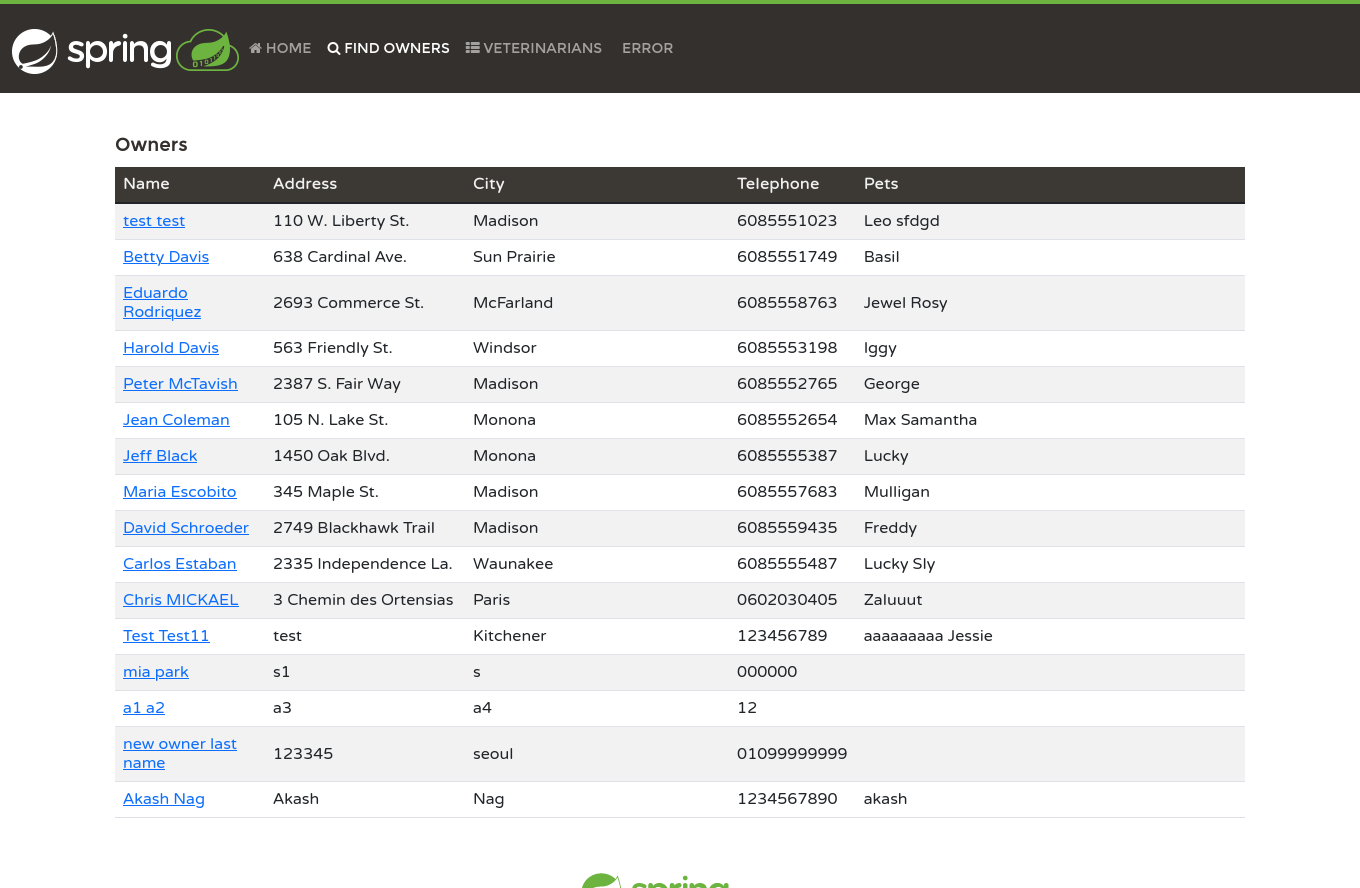 spring HOME FIND OWNERS VETERINARIANS ERROR
Owners
Name Address City Telephone Pets
test test 110 W. Liberty St. Madison 6085551023 Leo sfdgd
Betty Davis 638 Cardinal Ave. Sun Prairie 6085551749 Basil
Eduardo
Rodriquez 2693 Commerce St. McFarland 6085558763 Jewel Rosy
Harold Davis 563 Friendly St. Windsor 6085553198 Iggy
Peter McTavish 2387 S. Fair Way Madison 6085552765 George
Jean Coleman 105 N. Lake St. Monona 6085552654 Max Samantha
Jeff Black 1450 Oak Blvd. Monona 6085555387 Lucky
Maria Escobito 345 Maple St. Madison 6085557683 Mulligan
David Schroeder 2749 Blackhawk Trail Madison 6085559435 Freddy
Carlos Estaban 2335 Independence La. Waunakee 6085555487 Lucky Sly
Chris MICKAEL 3 Chemin des Ortensias Paris 0602030405 Zaluuut
Test Test11 test Kitchener 123456789 aaaaaaaaa Jessie
mia park s1 s 000000
a1 a2 a3 a4 12
new owner last
name 123345 seoul 01099999999
Akash Nag Akash Nag 1234567890 akash
spring